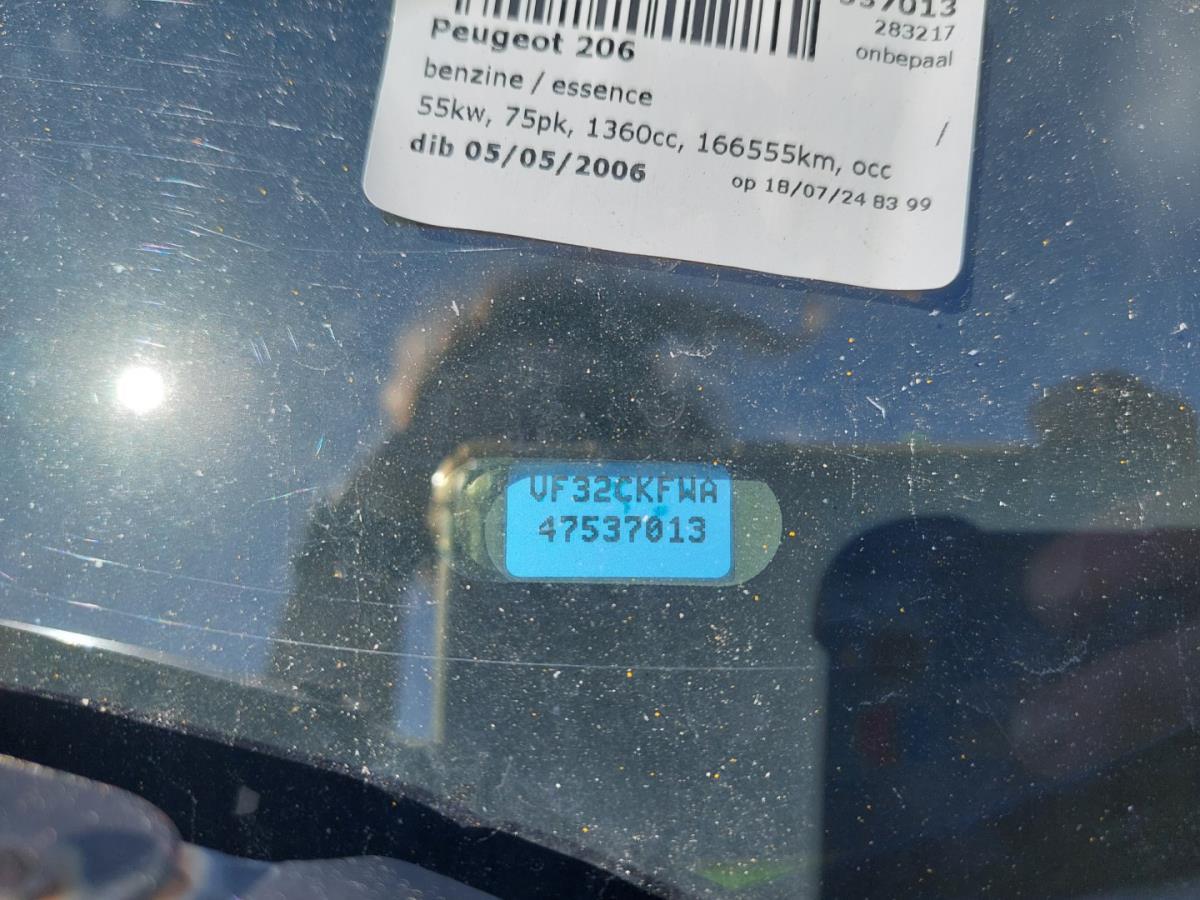 537013
283217
onbepaal
Peugeot 206
benzine / essence
/
55kw, 75pk, 1360cc, 166555km, occ
dib 05/05/2006
op 18/07/24 83 99
VF32CKFWA
47537013